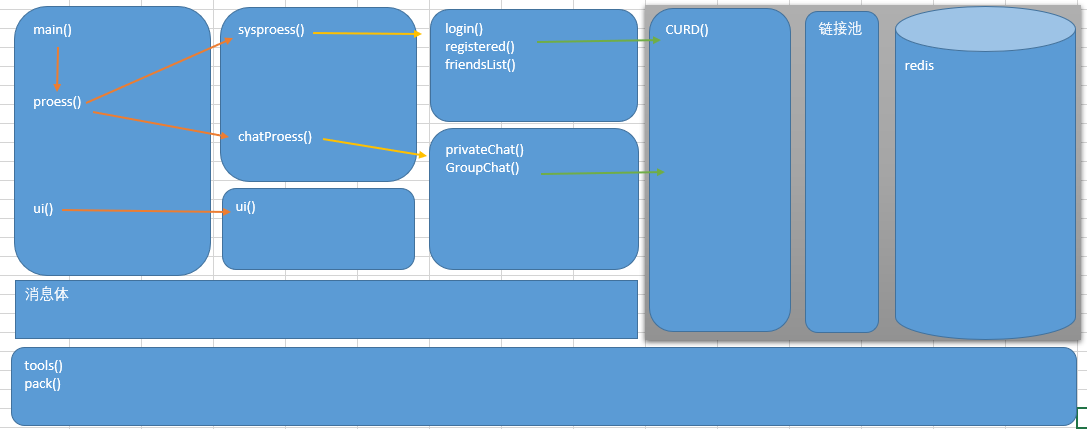 main()
proess()
ui()
sysproess()
chatProess()
ui()
login()
registered()
friendsList()
privateChat()
GroupChat()
CURD()
链接池
redis
消息体
tools()
pack()